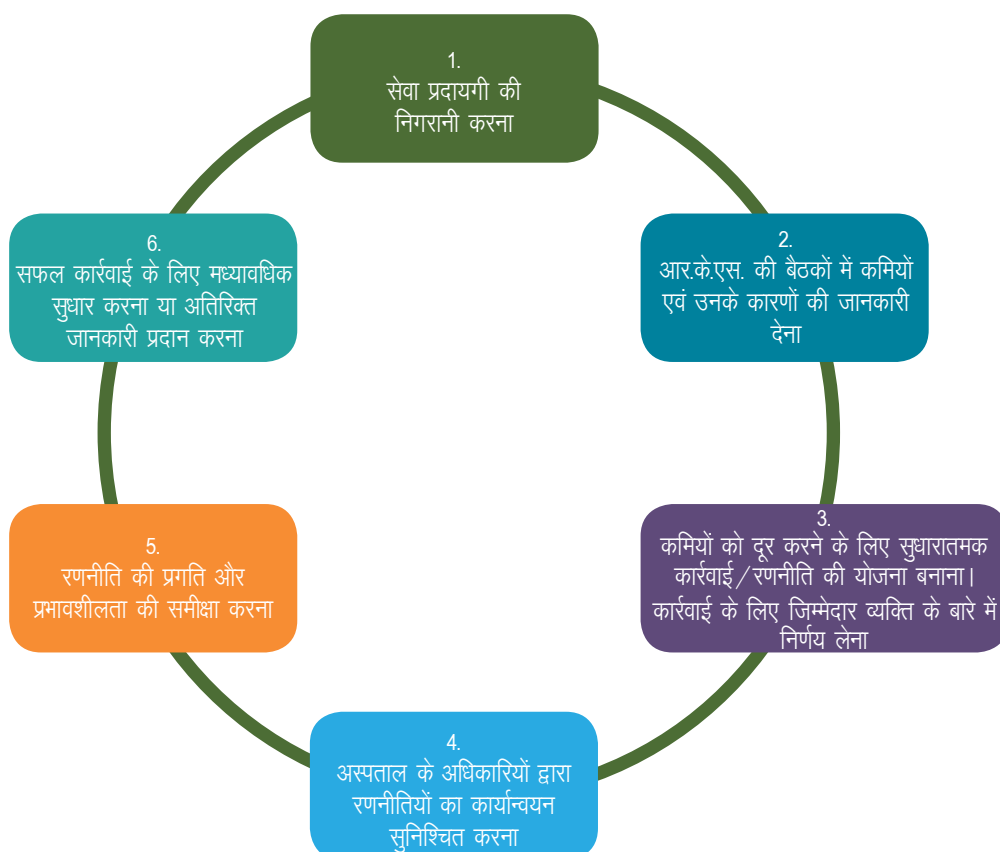 1.
सेवा प्रदायगी की
निगरानी करना
2.
आर.के.एस. की बैठकों में कमियों
एवं उनके कारणों की जानकारी
देना
3.
कमियों को दूर करने के लिए सुधारातमक
कार्रवाई/रणनीति की योजना बनाना।
कार्रवाई के लिए जिम्मेदार व्यक्ति के बारे में
निर्णय लेना
4.
अस्पताल के अधिकारियों द्वारा
रणनीतियों का कार्यान्वयन
सुनिश्चित करना
5.
रणनीति की प्रगति और
प्रभावशीलता की समीक्षा करना
6.
सफल कार्रवाई के लिए मध्यावधिक
सुधार करना या अतिरिक्त
जानकारी प्रदान करना